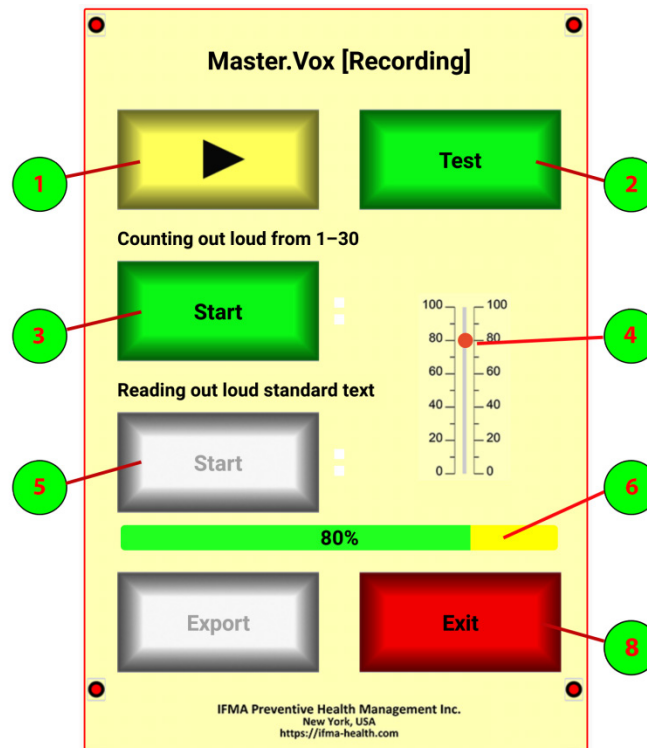 Master.Vox [Recording]
1
Test
2
Counting out loud from 1–30
3
Start
100 100
80 80
60 60
40 40
20 20
0 0
4
Reading out loud standard text
5
Start
6
80%
Export
Exit
8
IFMA Preventive Health Management Inc.
New York, USA
https://ifma-health.com